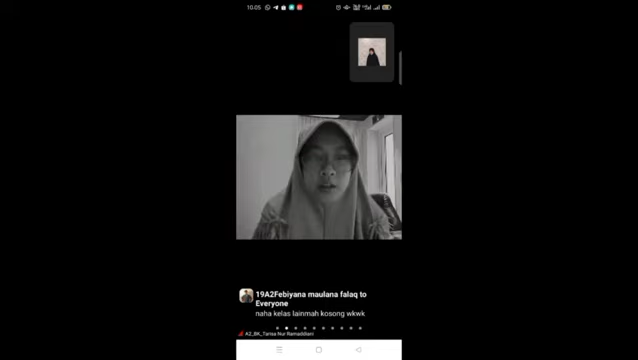 10.05
19A2Febiyana maulana falaq to
Everyone
naha kelas lainmah kosong wkwk
A2_BK_Tarisa Nur Ramaddiani